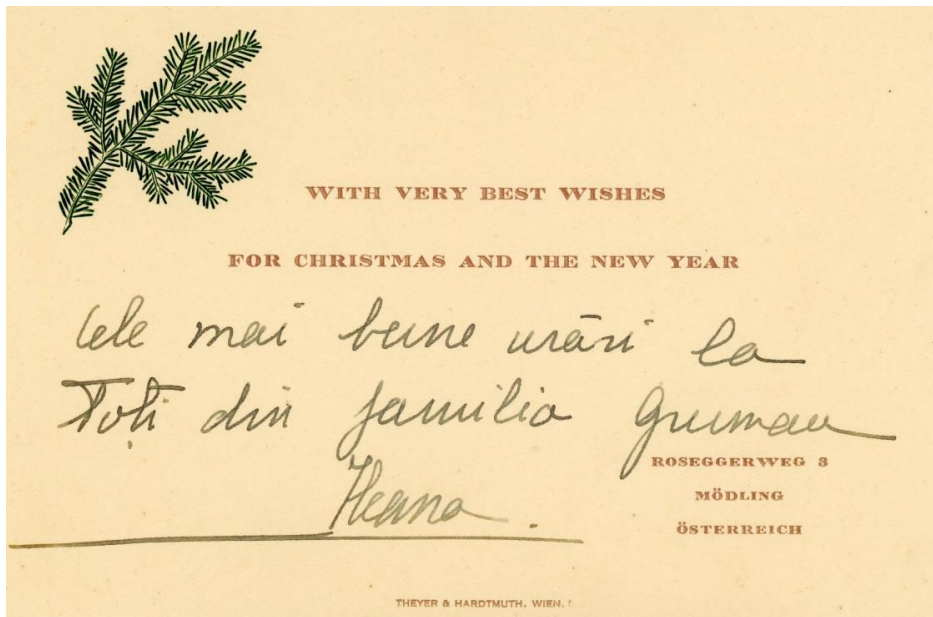 WITH VERY BEST WISHES
FOR CHRISTMAS AND THE NEW YEAR
Cele mai bune urări la
Toți din familia
Ileana.
ROSEGGERWEG 3
MÖDLING
ÖSTERREICH
THEYER & HARDTMUTH, WIEN, I